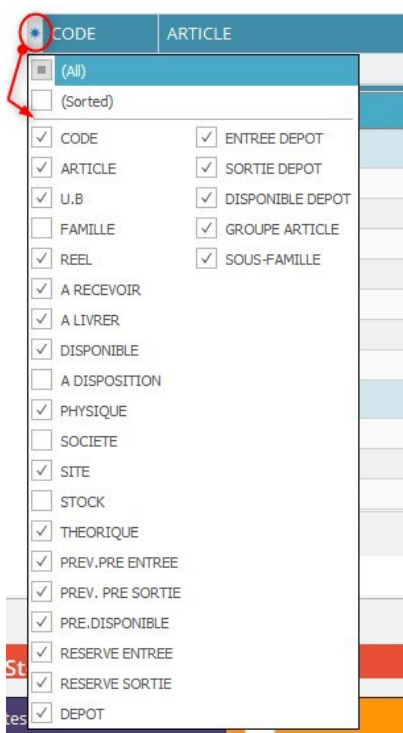 CODE ARTICLE
(All)
(Sorted)
CODE
ARTICLE
U.B
FAMILLE
REEL
A RECEVOIR
A LIVRER
DISPONIBLE
A DISPOSITION
PHYSIQUE
SOCIETE
SITE
STOCK
THEORIQUE
PREV.PRE ENTREE
PREV. PRE SORTIE
PRE.DISPONIBLE
RESERVE ENTREE
RESERVE SORTIE
DEPOT
ENTREE DEPOT
SORTIE DEPOT
DISPONIBLE DEPOT
GROUPE ARTICLE
SOUS-FAMILLE
St
tes